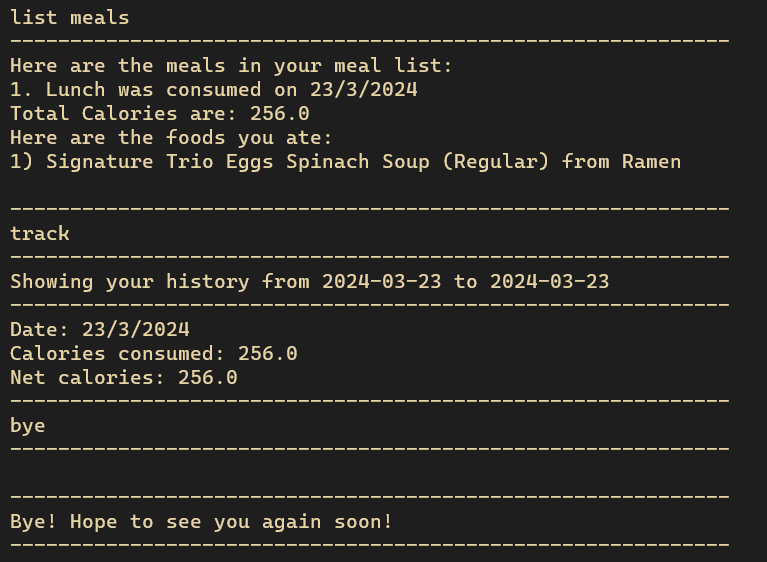 list meals
------------------------------------------------------------
Here are the meals in your meal list:
1. Lunch was consumed on 23/3/2024
Total Calories are: 256.0
Here are the foods you ate:
1) Signature Trio Eggs Spinach Soup (Regular) from Ramen
------------------------------------------------------------
track
------------------------------------------------------------
Showing your history from 2024-03-23 to 2024-03-23
------------------------------------------------------------
Date: 23/3/2024
Calories consumed: 256.0
Net calories: 256.0
------------------------------------------------------------
bye
------------------------------------------------------------
------------------------------------------------------------
Bye! Hope to see you again soon!
------------------------------------------------------------